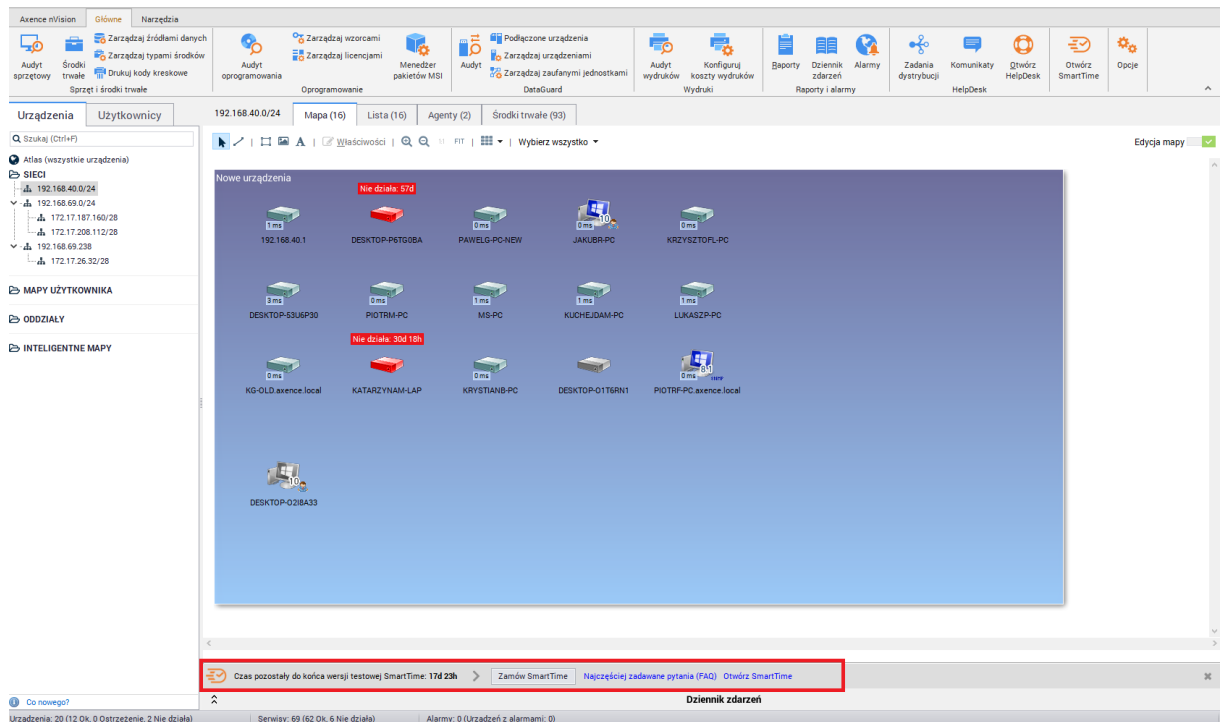 Axence nVision Główne Narzędzia
Audyt sprzętowy
Środki trwałe
Zarządzaj źródłami danych
Zarządzaj typami środków
Drukuj kody kreskowe
Sprzęt i środki trwałe
Audyt oprogramowania
Zarządzaj wzorcami
Zarządzaj licencjami
Menedżer pakietów MSI
Oprogramowanie
Audyt
Podłączone urządzenia
Zarządzaj urządzeniami
Zarządzaj zaufanymi jednostkami
DataGuard
Audyt wydruków
Konfiguruj koszty wydruków
Wydruki
Raporty
Dziennik zdarzeń
Alarmy
Raporty i alarmy
Zadania dystrybucji
Komunikaty
Otwórz HelpDesk
HelpDesk
Otwórz SmartTime
Opcje
Urządzenia Użytkownicy
Szukaj (Ctrl+F)
Atlas (wszystkie urządzenia)
SIECI
192.168.40.0/24
192.168.69.0/24
172.17.187.160/28
172.17.208.112/28
192.168.69.238
172.17.26.32/28
MAPY UŻYTKOWNIKA
ODDZIAŁY
INTELIGENTNE MAPY
192.168.40.0/24 Mapa (16) Lista (16) Agenty (2) Środki trwałe (93)
A Właściwości 1:1 FIT Wybierz wszystko Edycja mapy
Nowe urządzenia
Nie działa: 57d
1 ms 0 ms 0 ms 10 0 ms
192.168.40.1 DESKTOP-P6TG0BA PAWELG-PC-NEW JAKUBR-PC KRZYSZTOFL-PC
3 ms 0 ms 1 ms 1 ms 1 ms
DESKTOP-53U6P30 PIOTRM-PC MS-PC KUCHEJDAM-PC LUKASZP-PC
Nie działa: 30d 18h
0 ms 0 ms 0 ms 8.1
KG-OLD.axence.local KATARZYNAM-LAP KRYSTIANB-PC DESKTOP-O1T6RN1 PIOTRF-PC.axence.local
10
DESKTOP-O2I8A33
Czas pozostały do końca wersji testowej SmartTime: 17d 23h Zamów SmartTime Najczęściej zadawane pytania (FAQ) Otwórz SmartTime
Co nowego? Dziennik zdarzeń
Urządzenia: 20 (12 Ok, 0 Ostrzeżenie, 2 Nie działa) Serwisy: 69 (62 Ok, 6 Nie działa) Alarmy: 0 (Urządzeń z alarmami: 0)